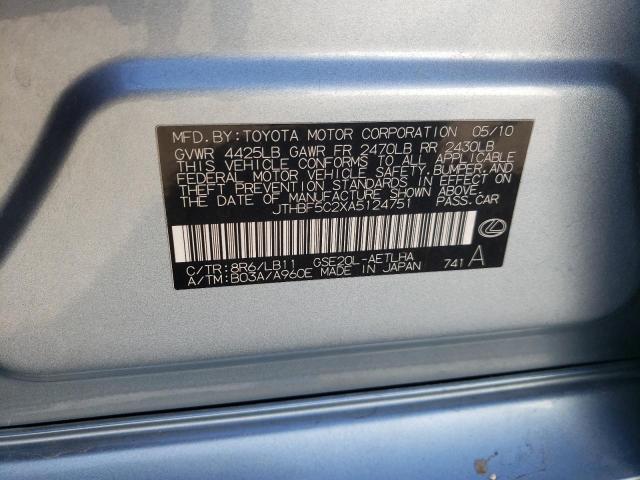 MFD. BY: TOYOTA MOTOR CORPORATION 05/10
GVWR 4425LB GAWR FR 2470LB RR 2430LB
THIS VEHICLE CONFORMS TO ALL APPLICABLE
FEDERAL MOTOR VEHICLE SAFETY, BUMPER, AND
THEFT PREVENTION STANDARDS IN EFFECT ON
THE DATE OF MANUFACTURE SHOWN ABOVE.
JTHBF5C2XA5124751 PASS. CAR
C/TR: 8R6/LB11 GSE20L-AETLHA
A/TM: B03A/A960E MADE IN JAPAN 741 A